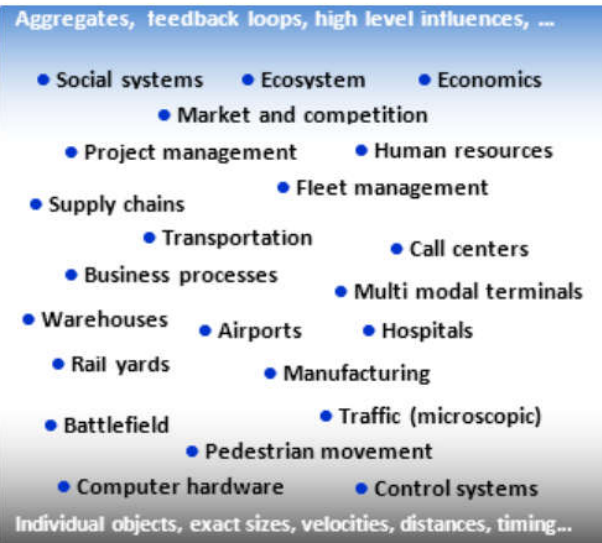 Aggregates, feedback loops, high level influences, ...
• Social systems • Ecosystem • Economics
• Market and competition
• Project management • Human resources
• Fleet management
• Supply chains
• Transportation
• Call centers
• Business processes
• Multi modal terminals
• Warehouses • Airports • Hospitals
• Rail yards
• Manufacturing
• Traffic (microscopic)
• Battlefield
• Pedestrian movement
• Computer hardware • Control systems
Individual objects, exact sizes, velocities, distances, timing...